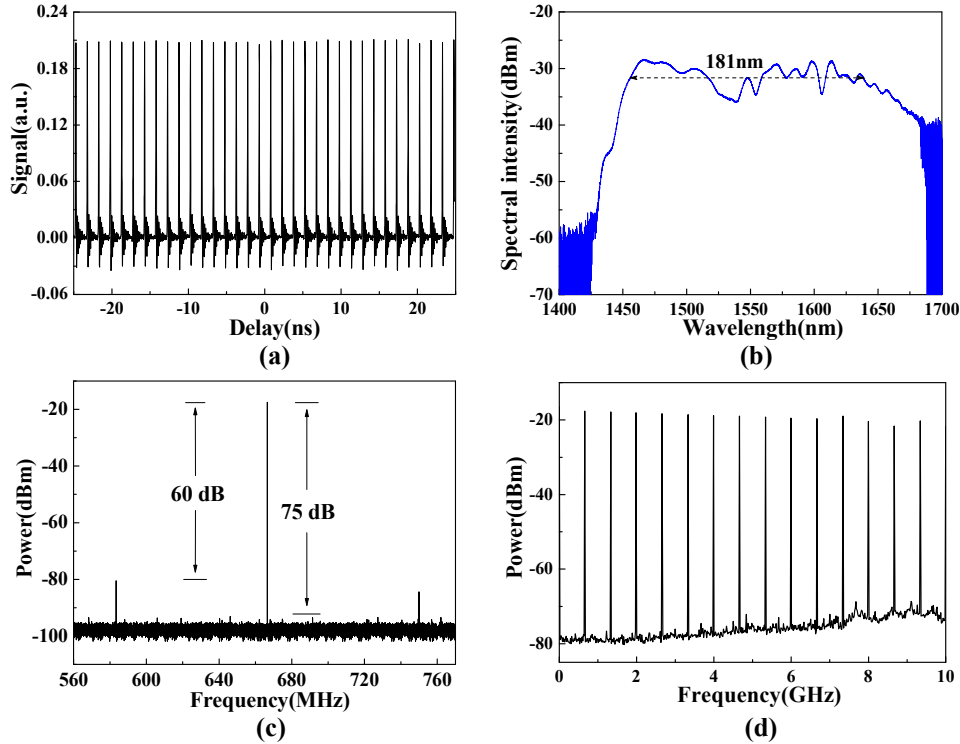 0.24
0.18
0.12
0.06
0.00
-0.06
Signal(a.u.)
-20 -10 0 10 20
Delay(ns)
(a)
-20
-30
-40
-50
-60
-70
Spectral intensity(dBm)
181nm
1400 1450 1500 1550 1600 1650 1700
Wavelength(nm)
(b)
-20
-40
-60
-80
-100
Power(dBm)
60 dB
75 dB
560 600 640 680 720 760
Frequency(MHz)
(c)
-20
-40
-60
-80
Power(dBm)
0 2 4 6 8 10
Frequency(GHz)
(d)